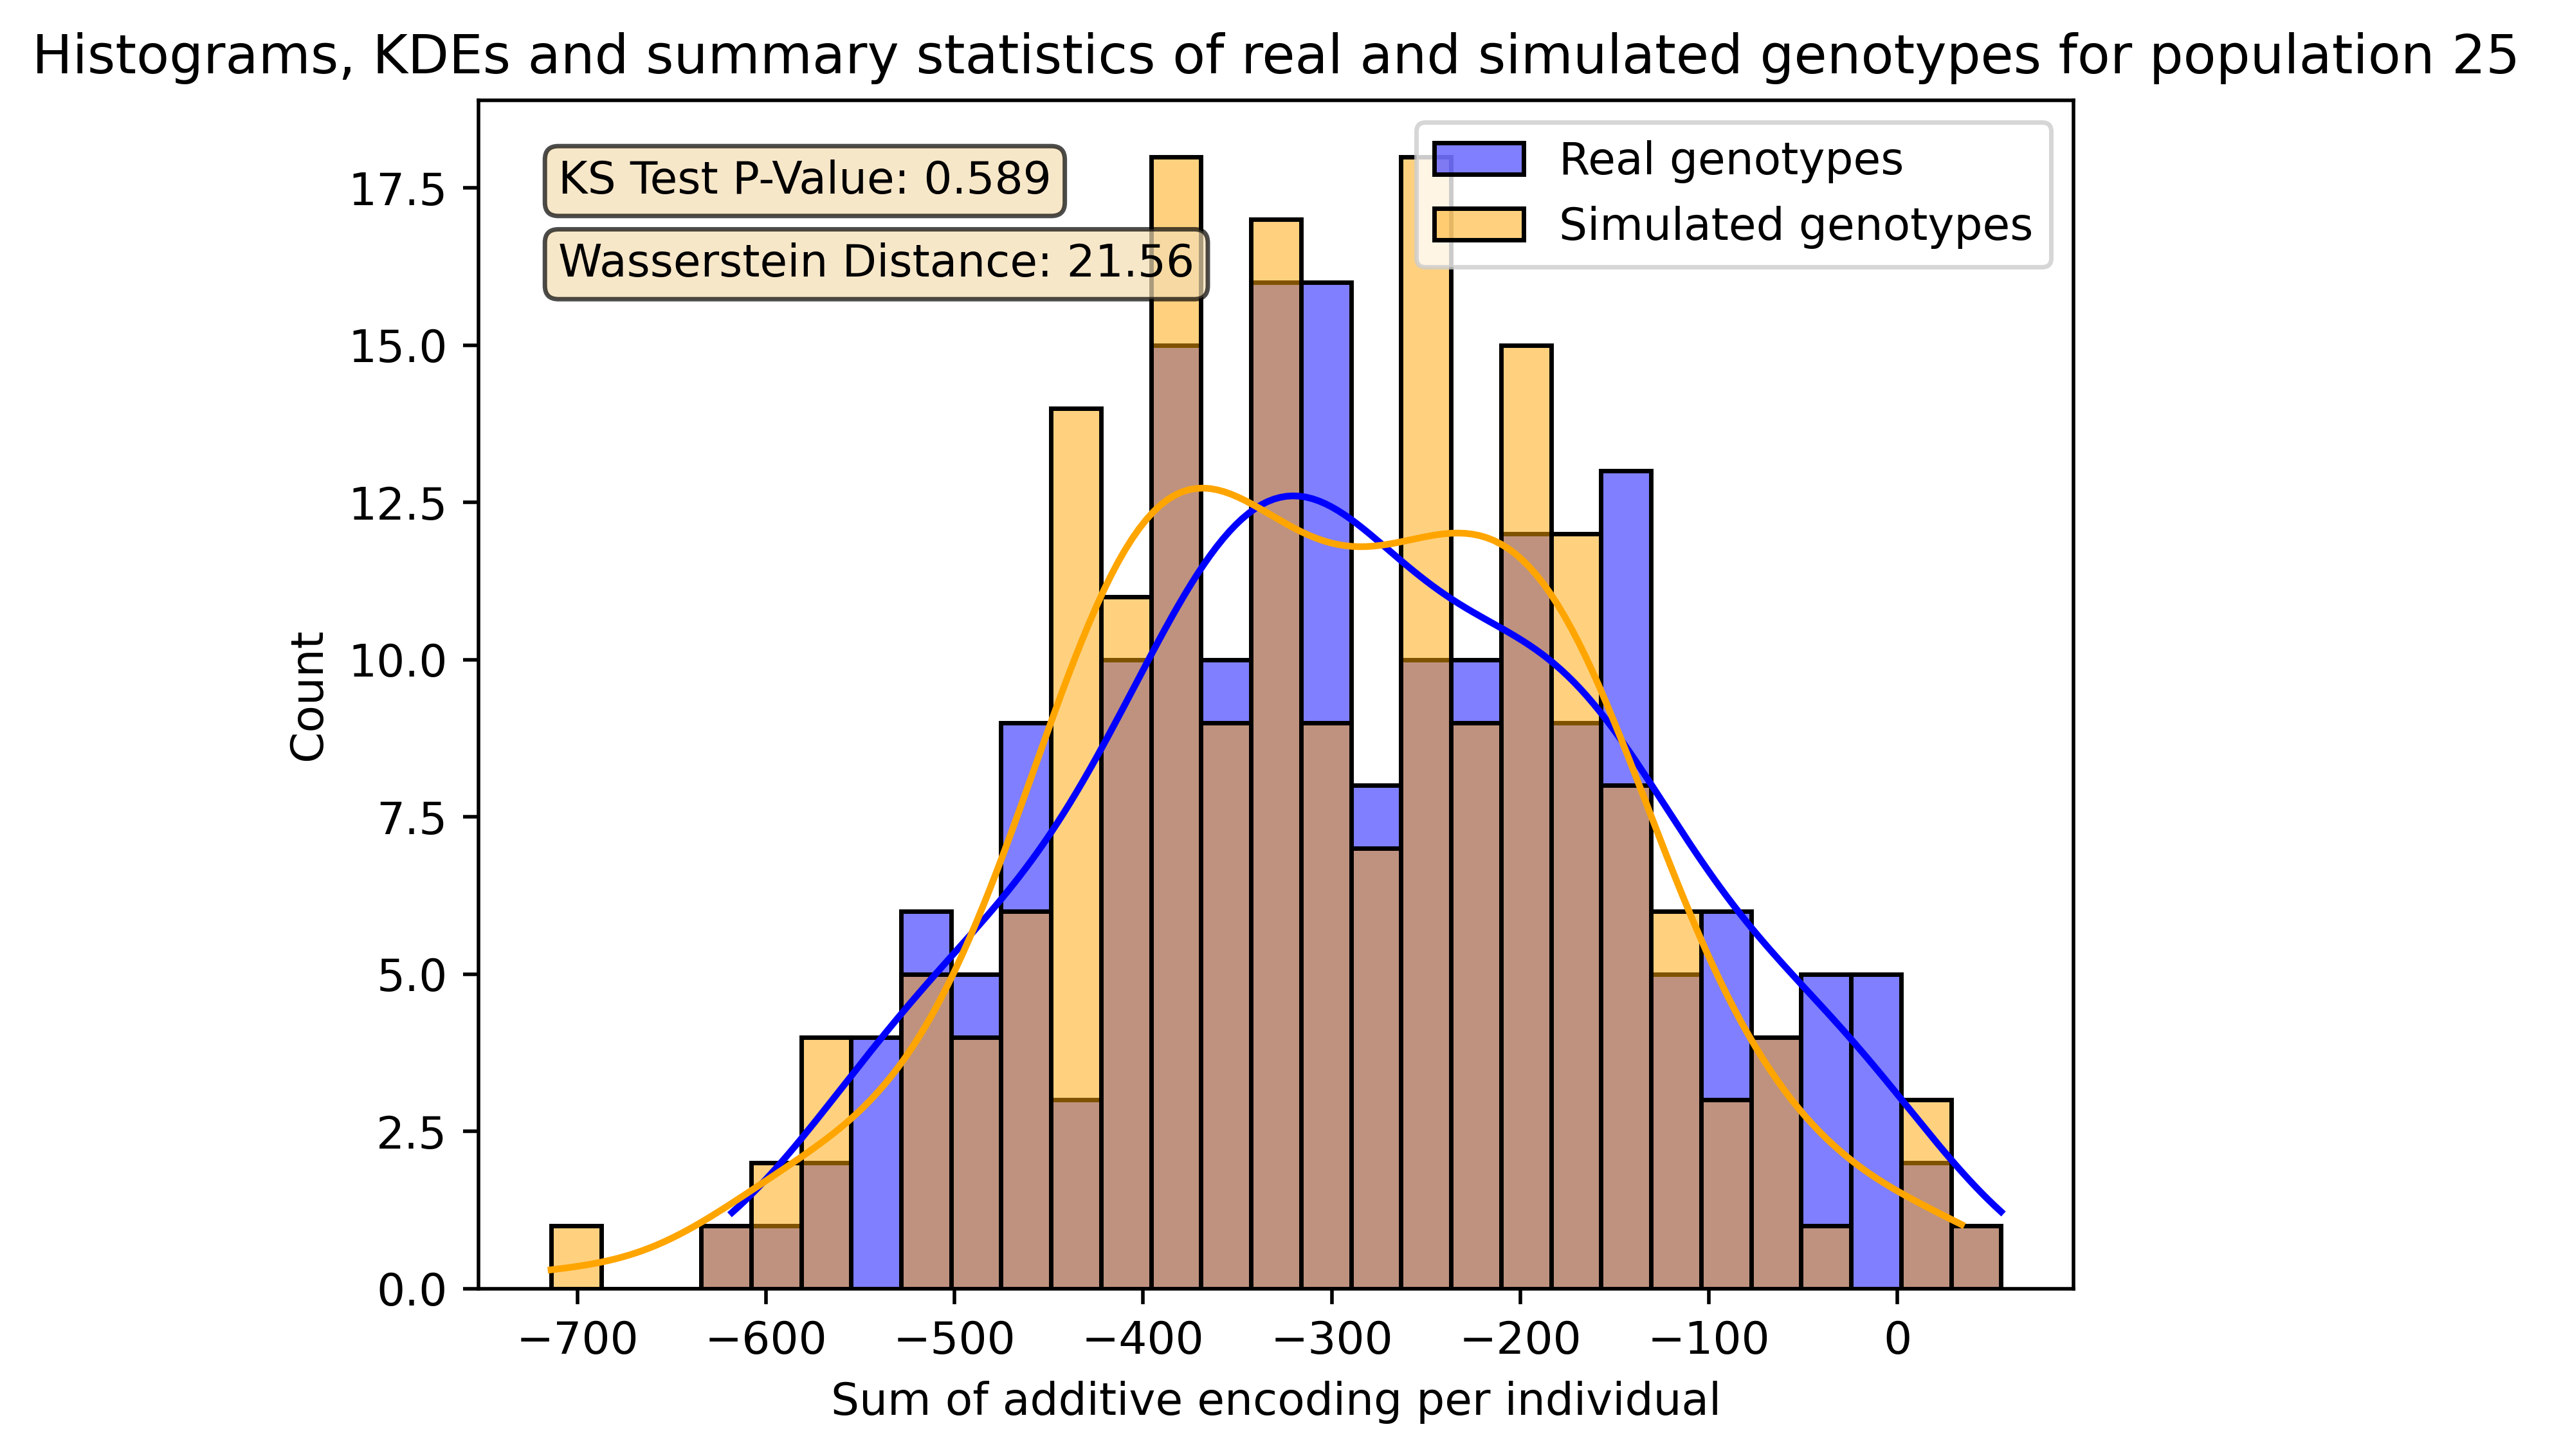 Histograms, KDEs and summary statistics of real and simulated genotypes for population 25
KS Test P-Value: 0.589
Wasserstein Distance: 21.56
Real genotypes
Simulated genotypes
17.5
15.0
12.5
10.0
7.5
5.0
2.5
0.0
Count
−700 −600 −500 −400 −300 −200 −100 0
Sum of additive encoding per individual